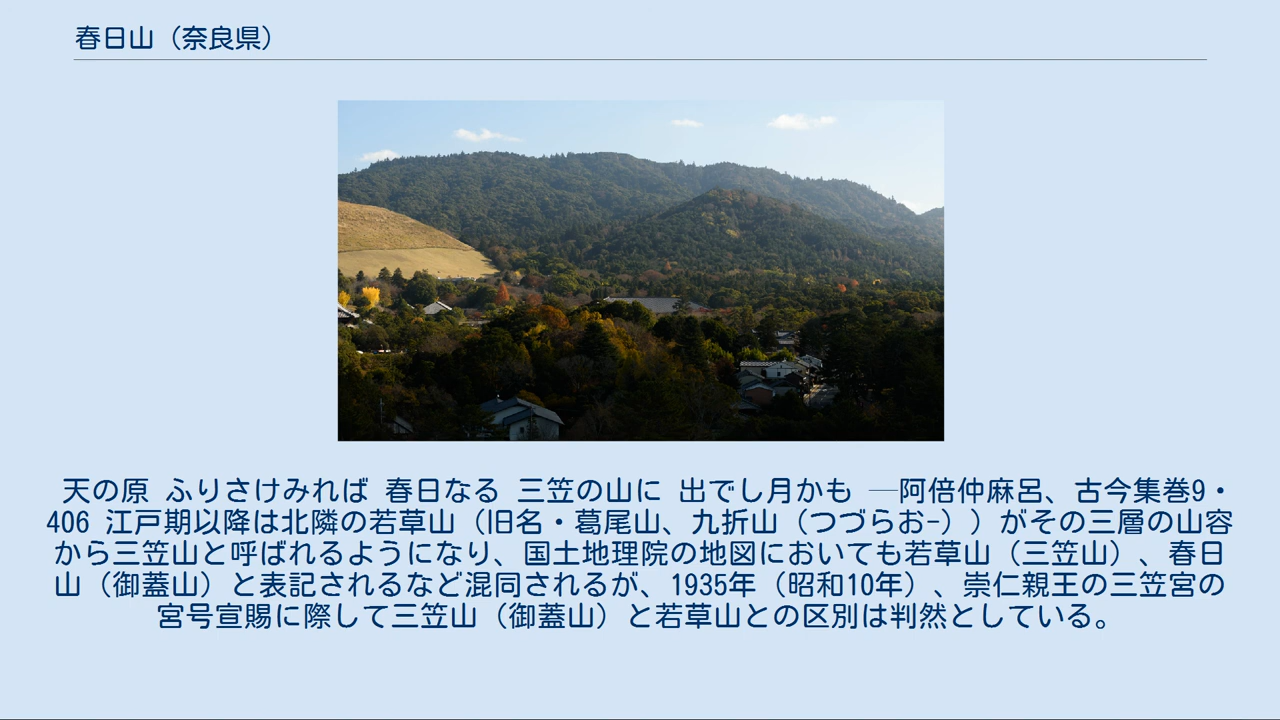 春日山（奈良県）
天の原 ふりさけみれば 春日なる 三笠の山に 出でし月かも ―阿倍仲麻呂、古今集巻9・
406 江戸期以降は北隣の若草山（旧名・葛尾山、九折山（つづらお-））がその三層の山容
から三笠山と呼ばれるようになり、国土地理院の地図においても若草山（三笠山）、春日
山（御蓋山）と表記されるなど混同されるが、1935年（昭和10年）、崇仁親王の三笠宮の
宮号宣賜に際して三笠山（御蓋山）と若草山との区別は判然としている。